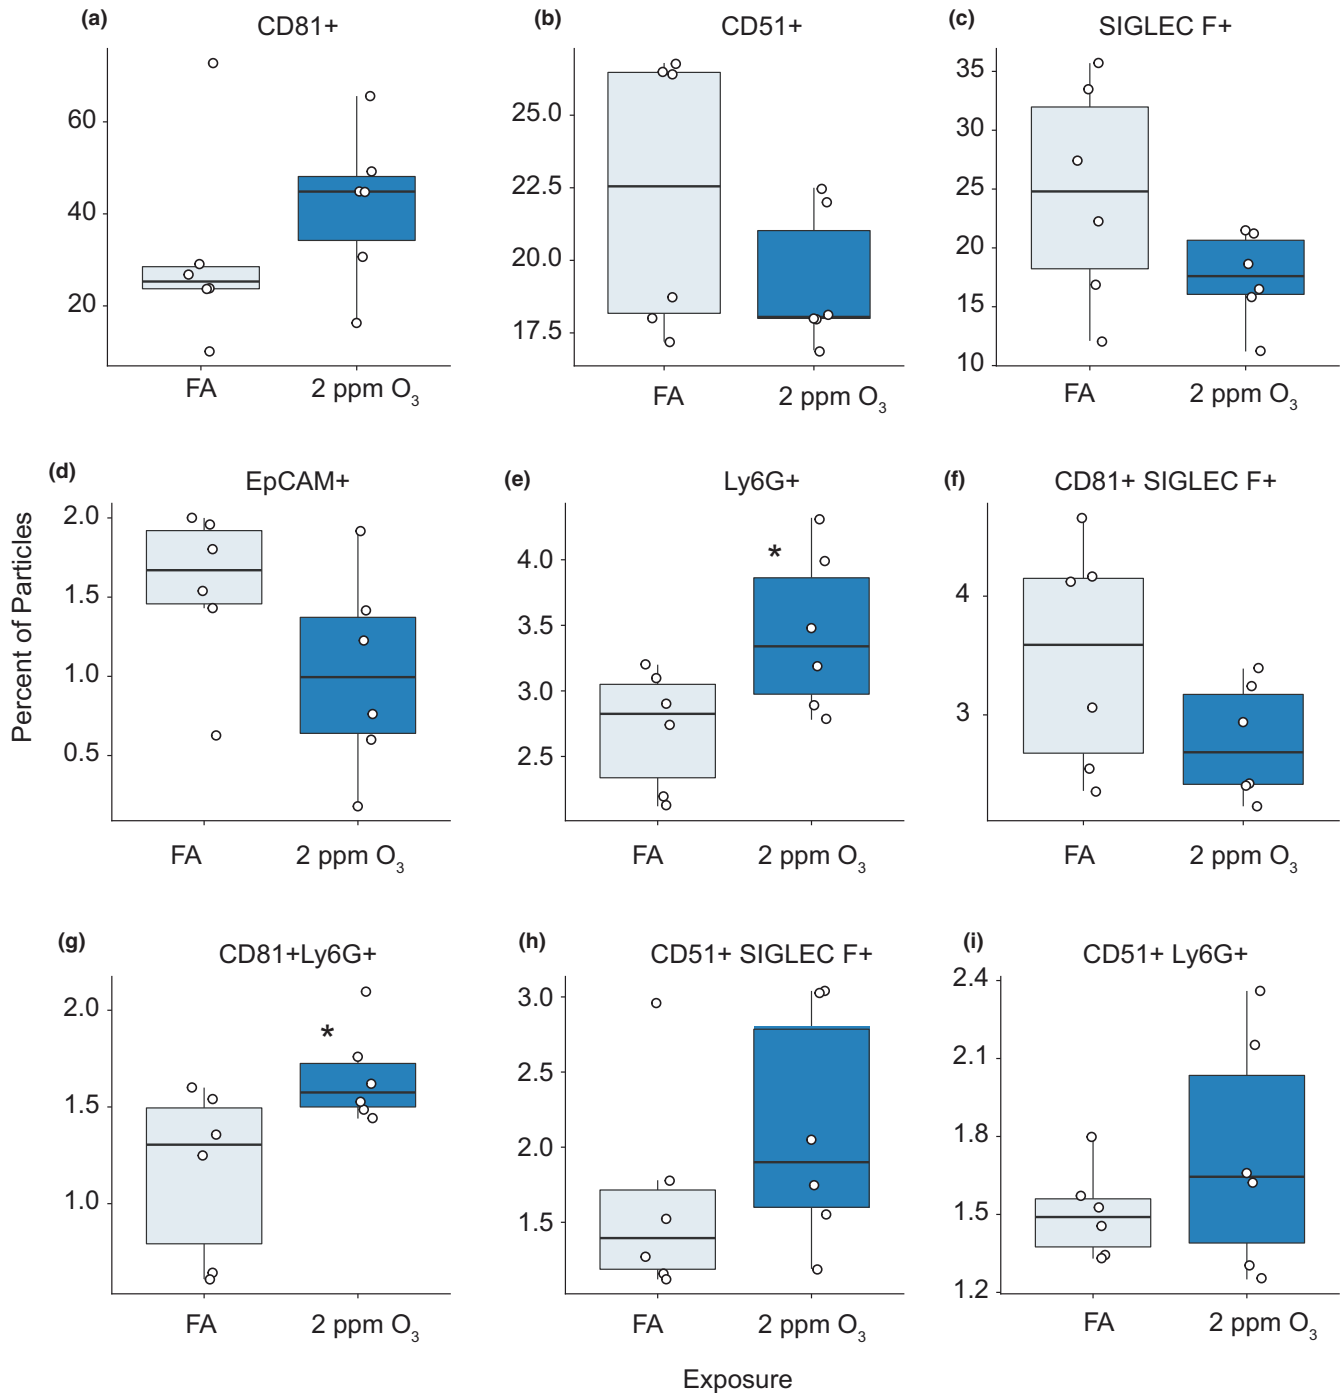 (a) CD81+
60
40
20
FA 2 ppm O₃
(b) CD51+
25.0
22.5
20.0
17.5
FA 2 ppm O₃
(c) SIGLEC F+
35
30
25
20
15
10
FA 2 ppm O₃
Percent of Particles
(d) EpCAM+
2.0
1.5
1.0
0.5
FA 2 ppm O₃
(e) Ly6G+
*
4.0
3.5
3.0
2.5
FA 2 ppm O₃
(f) CD81+ SIGLEC F+
4
3
FA 2 ppm O₃
(g) CD81+Ly6G+
*
2.0
1.5
1.0
FA 2 ppm O₃
(h) CD51+ SIGLEC F+
3.0
2.5
2.0
1.5
FA 2 ppm O₃
(i) CD51+ Ly6G+
2.4
2.1
1.8
1.5
1.2
FA 2 ppm O₃
Exposure